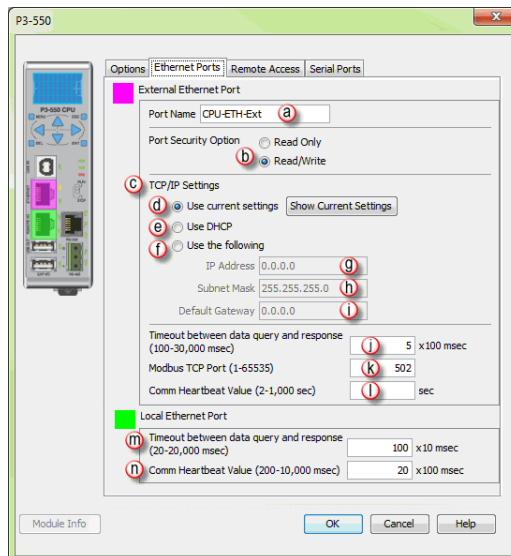 P3-550
Options Ethernet Ports Remote Access Serial Ports
External Ethernet Port
P3-550 CPU
Port Name CPU-ETH-Ext a
Port Security Option Read Only
b Read/Write
c TCP/IP Settings
d Use current settings Show Current Settings
e Use DHCP
f Use the following
IP Address 0.0.0.0 g
Subnet Mask 255.255.255.0 h
Default Gateway 0.0.0.0 i
Timeout between data query and response
(100-30,000 msec) j 5 x100 msec
Modbus TCP Port (1-65535) k 502
Comm Heartbeat Value (2-1,000 sec) l sec
Local Ethernet Port
m Timeout between data query and response
(20-20,000 msec) 100 x10 msec
n Comm Heartbeat Value (200-10,000 msec) 20 x100 msec
Module Info OK Cancel Help